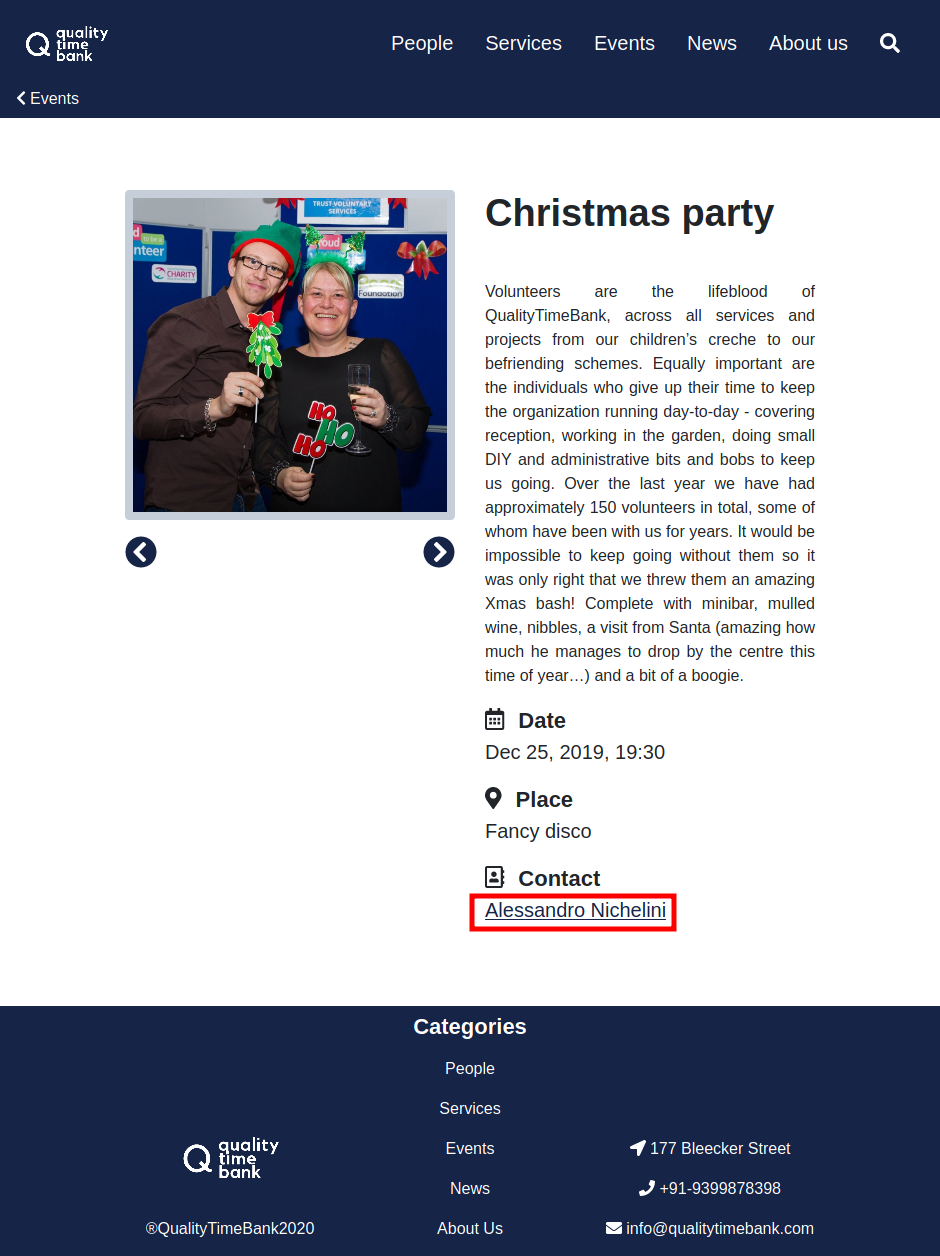 quality
time
bank
People Services Events News About us
Events
Christmas party
TRUST-VOLUNTARY
SERVICES
to be a
nteer
CHARITY
Foundation
HO
HO
HO
Volunteers are the lifeblood of
QualityTimeBank, across all services and
projects from our children’s creche to our
befriending schemes. Equally important are
the individuals who give up their time to keep
the organization running day-to-day - covering
reception, working in the garden, doing small
DIY and administrative bits and bobs to keep
us going. Over the last year we have had
approximately 150 volunteers in total, some of
whom have been with us for years. It would be
impossible to keep going without them so it
was only right that we threw them an amazing
Xmas bash! Complete with minibar, mulled
wine, nibbles, a visit from Santa (amazing how
much he manages to drop by the centre this
time of year…) and a bit of a boogie.
Date
Dec 25, 2019, 19:30
Place
Fancy disco
Contact
Alessandro Nichelini
Categories
People
Services
quality
time
bank
Events
177 Bleecker Street
News
+91-9399878398
®QualityTimeBank2020
About Us
info@qualitytimebank.com